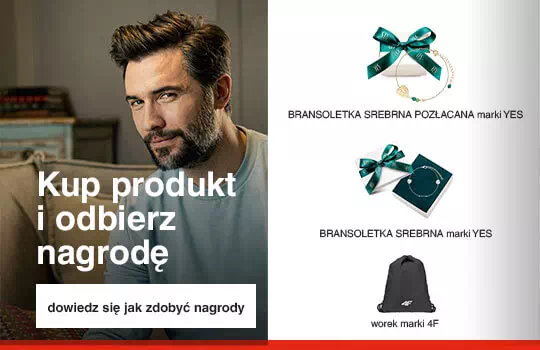 Kup produkt
i odbierz
nagrodę
dowiedz się jak zdobyć nagrody
BRANSOLETKA SREBRNA POZŁACANA marki YES
BRANSOLETKA SREBRNA marki YES
4F
worek marki 4F